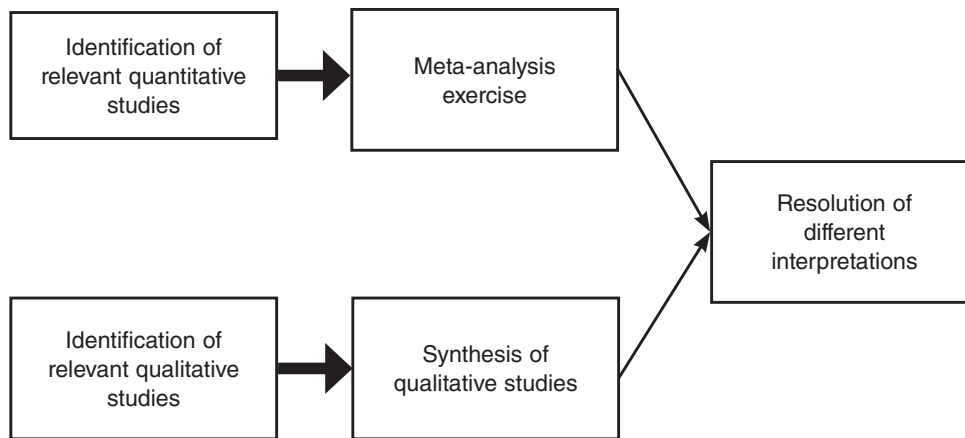 Identification of
relevant quantitative
studies
Meta-analysis
exercise
Resolution of
different
interpretations
Identification of
relevant qualitative
studies
Synthesis of
qualitative studies